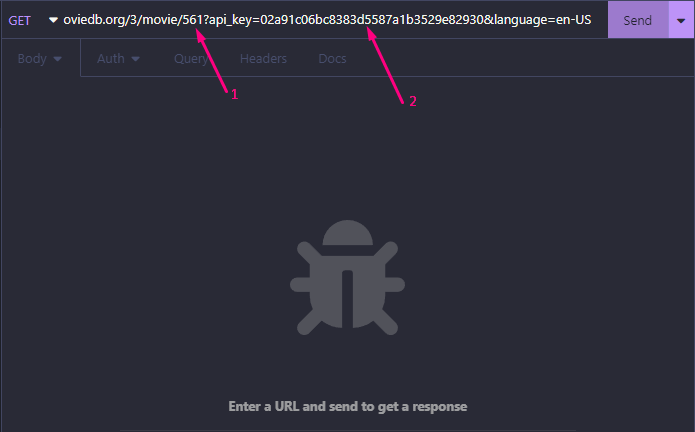 GET oviedb.org/3/movie/561?api_key=02a91c06bc8383d5587a1b3529e82930&language=en-US Send
Body Auth Query Headers Docs
1
2
Enter a URL and send to get a response